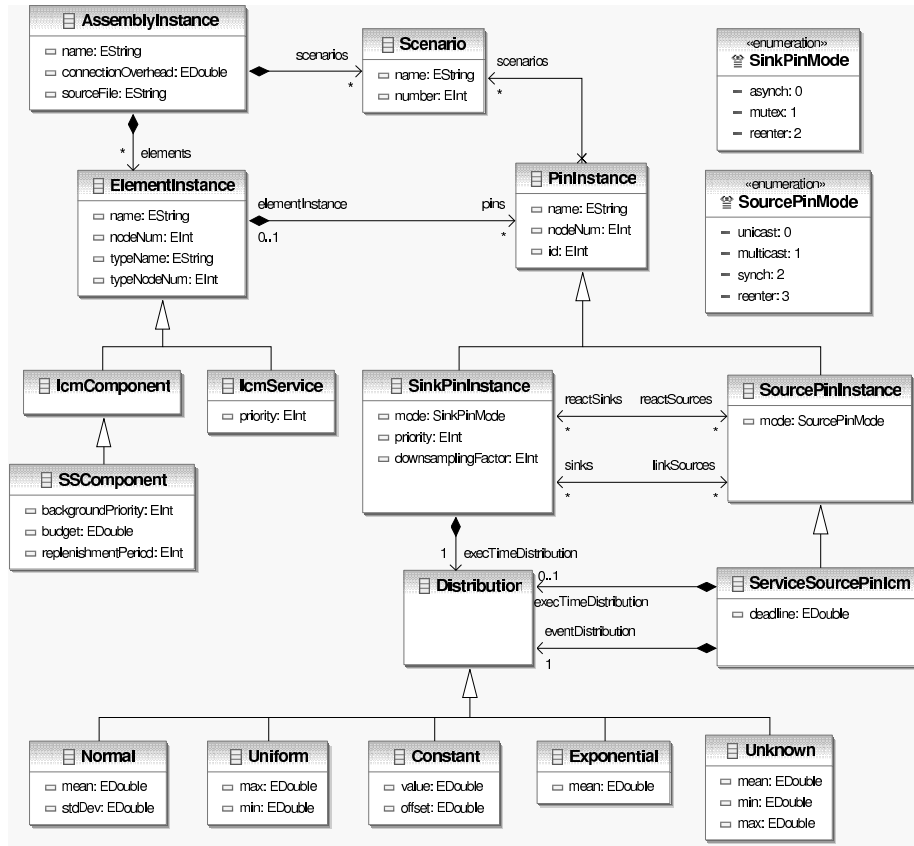 AssemblyInstance
name: EString
connectionOverhead: EDouble
sourceFile: EString
scenarios
*
Scenario
name: EString
number: EInt
scenarios
*
«enumeration»
SinkPinMode
asynch: 0
mutex: 1
reenter: 2
* elements
ElementInstance
name: EString
nodeNum: EInt
typeName: EString
typeNodeNum: EInt
elementInstance
0..1
pins
*
PinInstance
name: EString
nodeNum: EInt
id: EInt
«enumeration»
SourcePinMode
unicast: 0
multicast: 1
synch: 2
reenter: 3
IcmComponent
IcmService
priority: EInt
SinkPinInstance
mode: SinkPinMode
priority: EInt
downsamplingFactor: EInt
reactSinks
*
reactSources
*
sinks
*
linkSources
*
SourcePinInstance
mode: SourcePinMode
SSComponent
backgroundPriority: EInt
budget: EDouble
replenishmentPeriod: EInt
1 execTimeDistribution
Distribution
0..1
execTimeDistribution
eventDistribution
1
ServiceSourcePinIcm
deadline: EDouble
Normal
mean: EDouble
stdDev: EDouble
Uniform
max: EDouble
min: EDouble
Constant
value: EDouble
offset: EDouble
Exponential
mean: EDouble
Unknown
mean: EDouble
min: EDouble
max: EDouble